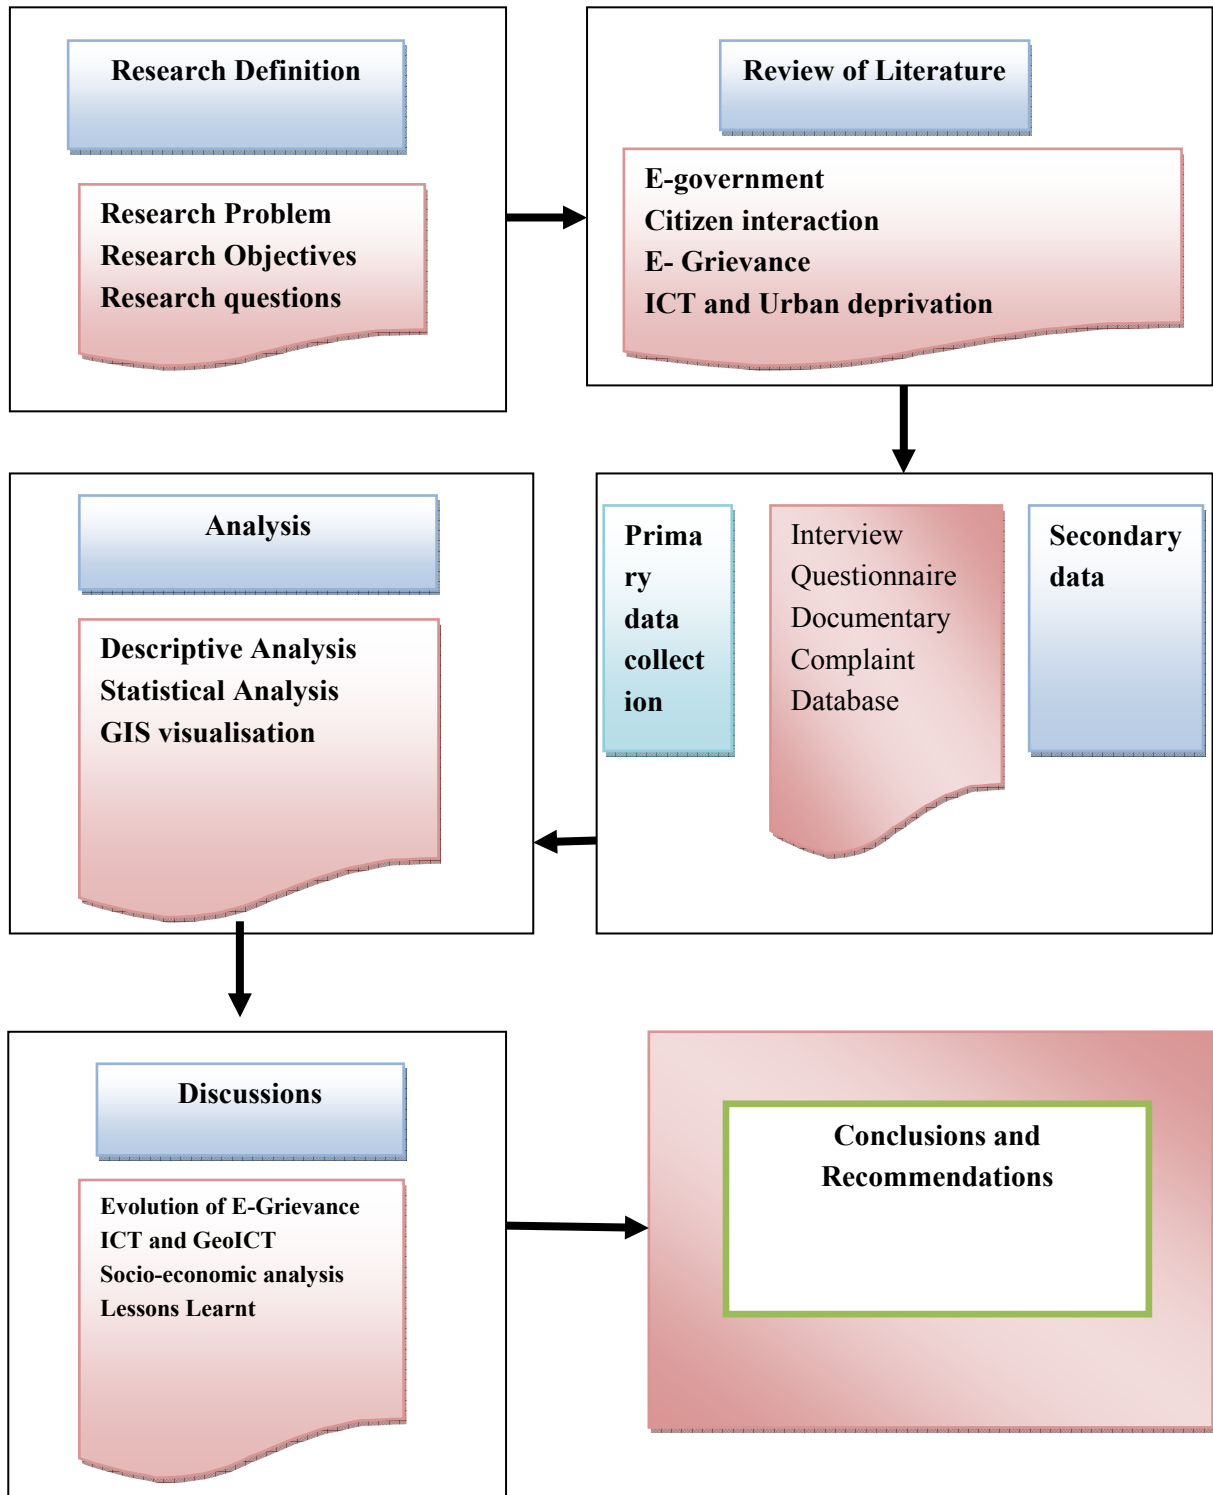 Research Definition
Research Problem
Research Objectives
Research questions
Review of Literature
E-government
Citizen interaction
E- Grievance
ICT and Urban deprivation
Prima
ry
data
collect
ion
Interview
Questionnaire
Documentary
Complaint
Database
Secondary
data
Analysis
Descriptive Analysis
Statistical Analysis
GIS visualisation
Discussions
Evolution of E-Grievance
ICT and GeoICT
Socio-economic analysis
Lessons Learnt
Conclusions and
Recommendations